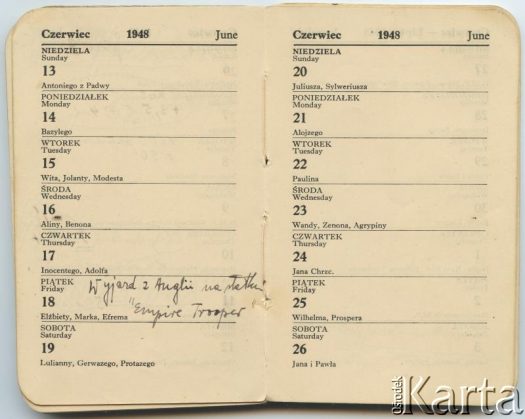 Czerwiec 1948 June
NIEDZIELA
Sunday
13
Antoniego z Padwy
PONIEDZIAŁEK
Monday
14
Bazylego
WTOREK
Tuesday
15
Wita, Jolanty, Modesta
ŚRODA
Wednesday
16
Aliny, Benona
CZWARTEK
Thursday
17
Inocentego, Adolfa
PIĄTEK
Friday
Wyjazd z Anglii na statku
18
"Empire Trooper"
Elżbiety, Marka, Efrema
SOBOTA
Saturday
19
Lulianny, Gerwazego, Protazego
Czerwiec 1948 June
NIEDZIELA
Sunday
20
Juliusza, Sylweriusza
PONIEDZIAŁEK
Monday
21
Alojzego
WTOREK
Tuesday
22
Paulina
ŚRODA
Wednesday
23
Wandy, Zenona, Agrypiny
CZWARTEK
Thursday
24
Jana Chrzc.
PIĄTEK
Friday
25
Wilhelma, Prospera
SOBOTA
Saturday
26
Jana i Pawła
ośrodek
Karta